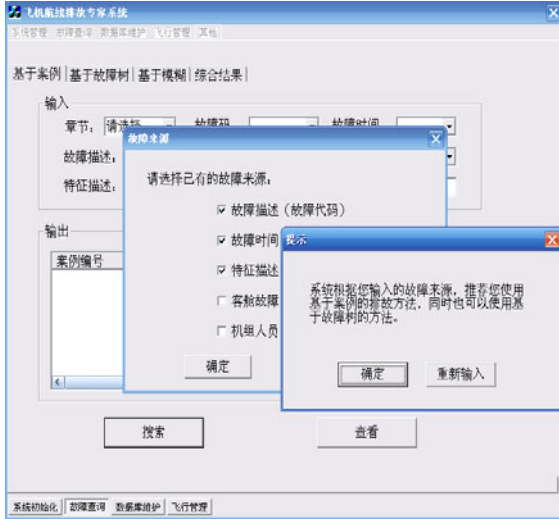 飞机航线排故专家系统
系统管理 故障查询 数据库维护 飞行管理 其他
基于案例 基于故障树 基于模糊 综合结果
输入
章节： 请选择 故障码 故障时间
故障描述：
特征描述：
输出
案例编号
搜索 查看
故障来源
请选择已有的故障来源：
故障描述（故障代码）
故障时间
特征描述
客舱故障
机组人员
确定
提示
系统根据您输入的故障来源，推荐您使用
基于案例的排故方法，同时也可以使用基
于故障树的方法。
确定 重新输入
系统初始化 故障查询 数据库维护 飞行管理